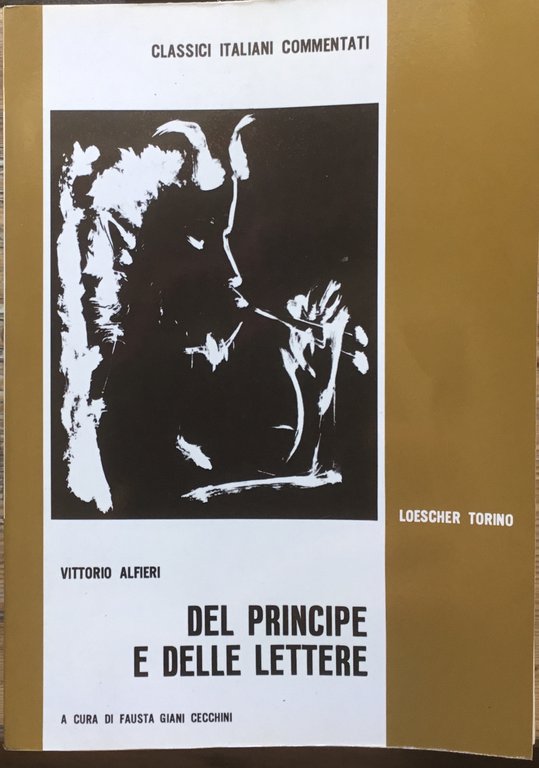 CLASSICI ITALIANI COMMENTATI
LOESCHER TORINO
VITTORIO ALFIERI
DEL PRINCIPE
E DELLE LETTERE
A CURA DI FAUSTA GIANI CECCHINI